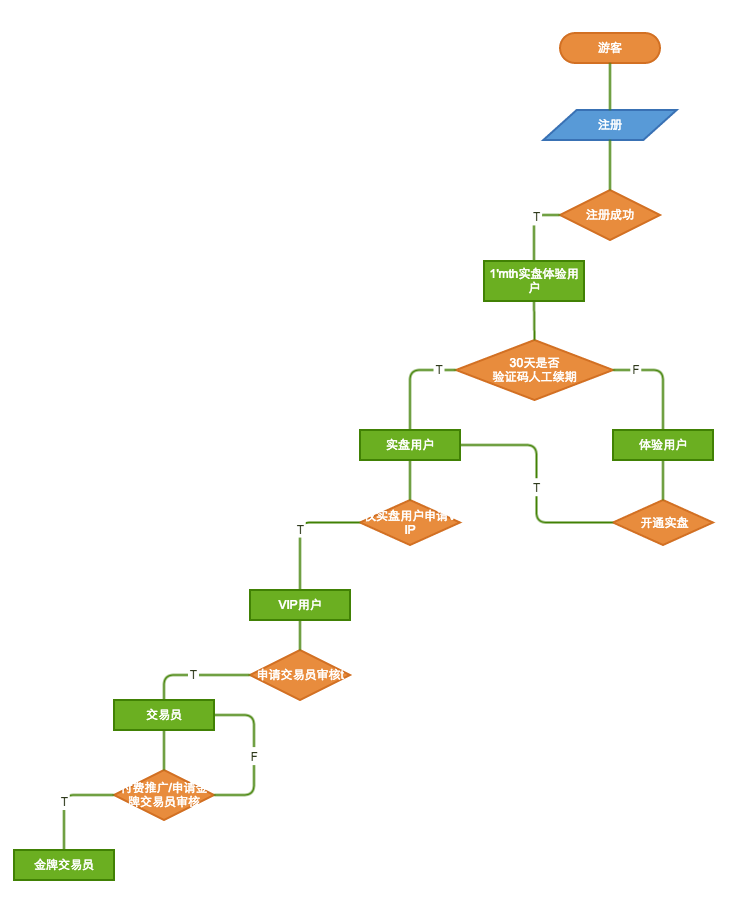 游客
注册
注册成功
T
1'mth实盘体验用
户
30天是否
验证码人工续期
T
F
实盘用户
体验用户
T
实盘用户申请
IP
开通实盘
T
VIP用户
申请交易员审核t
T
交易员
F
付费推广/申请金
牌交易员审核
T
金牌交易员